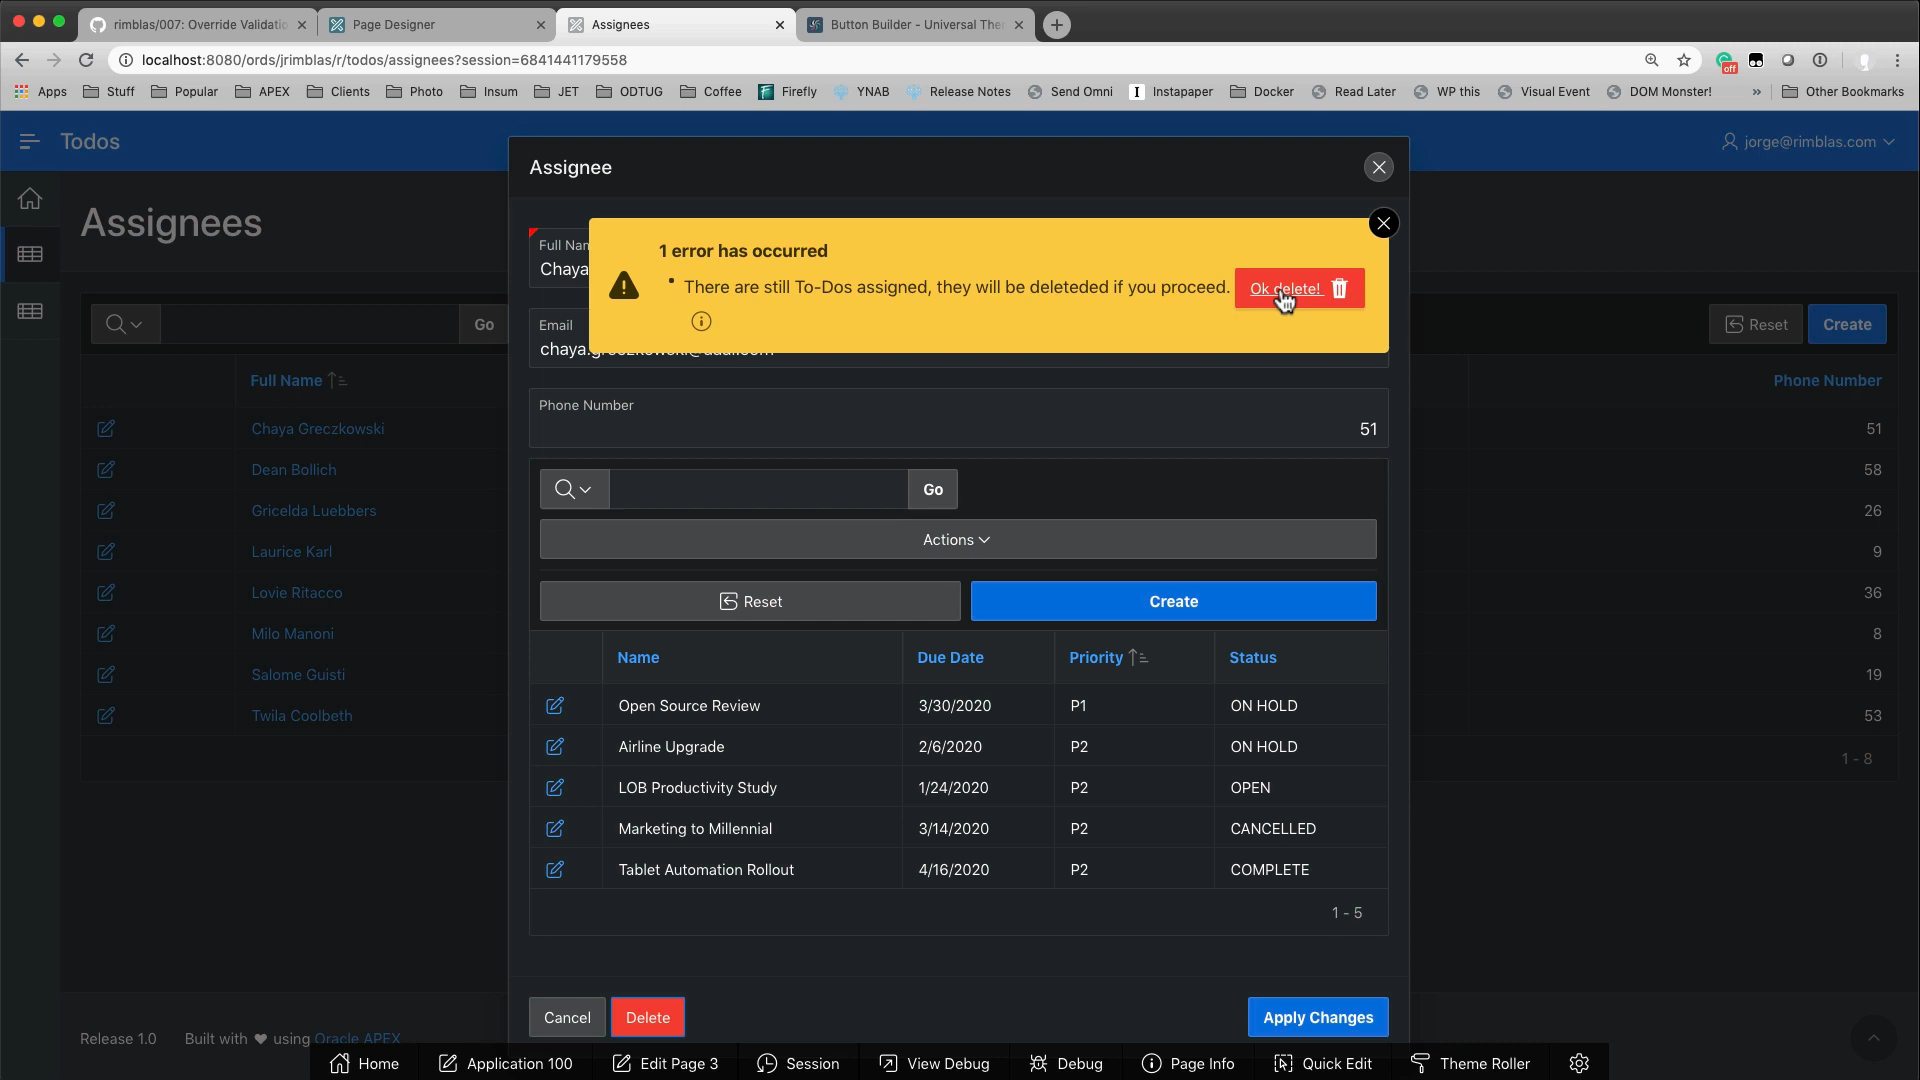 rimblas/007: Override Validatio
Page Designer
Assignees
Button Builder - Universal The
localhost:8080/ords/jrimblas/r/todos/assignees?session=6841441179558
off
Apps
Stuff
Popular
APEX
Clients
Photo
Insum
JET
ODTUG
Coffee
Firefly
YNAB
Release Notes
Send Omni
Instapaper
Docker
Read Later
WP this
Visual Event
DOM Monster!
»
Other Bookmarks
Todos
jorge@rimblas.com
Assignees
Go
Reset
Create
Full Name
Phone Number
Chaya Greczkowski
51
Dean Bollich
58
Gricelda Luebbers
26
Laurice Karl
9
Lovie Ritacco
36
Milo Manoni
8
Salome Guisti
19
Twila Coolbeth
53
1 - 8
Assignee
1 error has occurred
• There are still To-Dos assigned, they will be deleteded if you proceed.
Ok delete!
Full Nam
Chaya
Email
Phone Number
51
Go
Actions
Reset
Create
Name Due Date Priority Status
Open Source Review 3/30/2020 P1 ON HOLD
Airline Upgrade 2/6/2020 P2 ON HOLD
LOB Productivity Study 1/24/2020 P2 OPEN
Marketing to Millennial 3/14/2020 P2 CANCELLED
Tablet Automation Rollout 4/16/2020 P2 COMPLETE
1 - 5
Cancel
Delete
Apply Changes
Release 1.0
Built with ♥ using Oracle APEX
Home
Application 100
Edit Page 3
Session
View Debug
Debug
Page Info
Quick Edit
Theme Roller